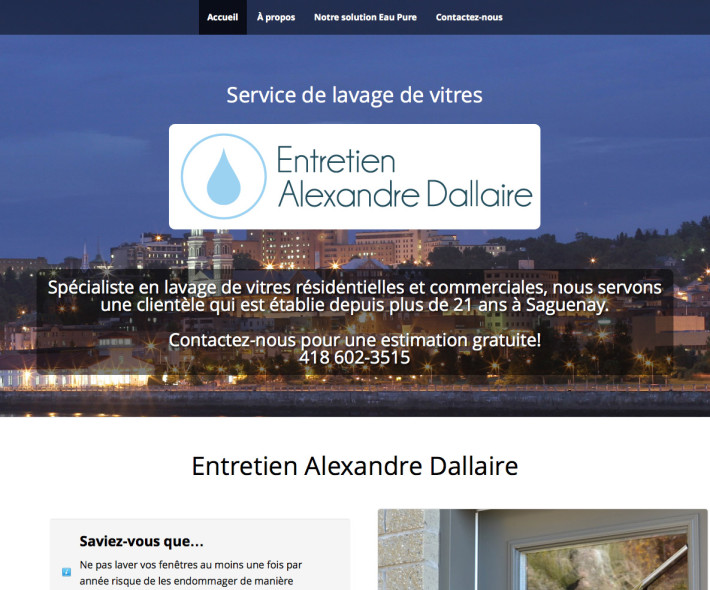 Accueil
À propos
Notre solution Eau Pure
Contactez-nous
Service de lavage de vitres
Entretien
Alexandre Dallaire
Spécialiste en lavage de vitres résidentielles et commerciales, nous servons
une clientèle qui est établie depuis plus de 21 ans à Saguenay.
Contactez-nous pour une estimation gratuite!
418 602-3515
Entretien Alexandre Dallaire
Saviez-vous que...
Ne pas laver vos fenêtres au moins une fois par
année risque de les endommager de manière